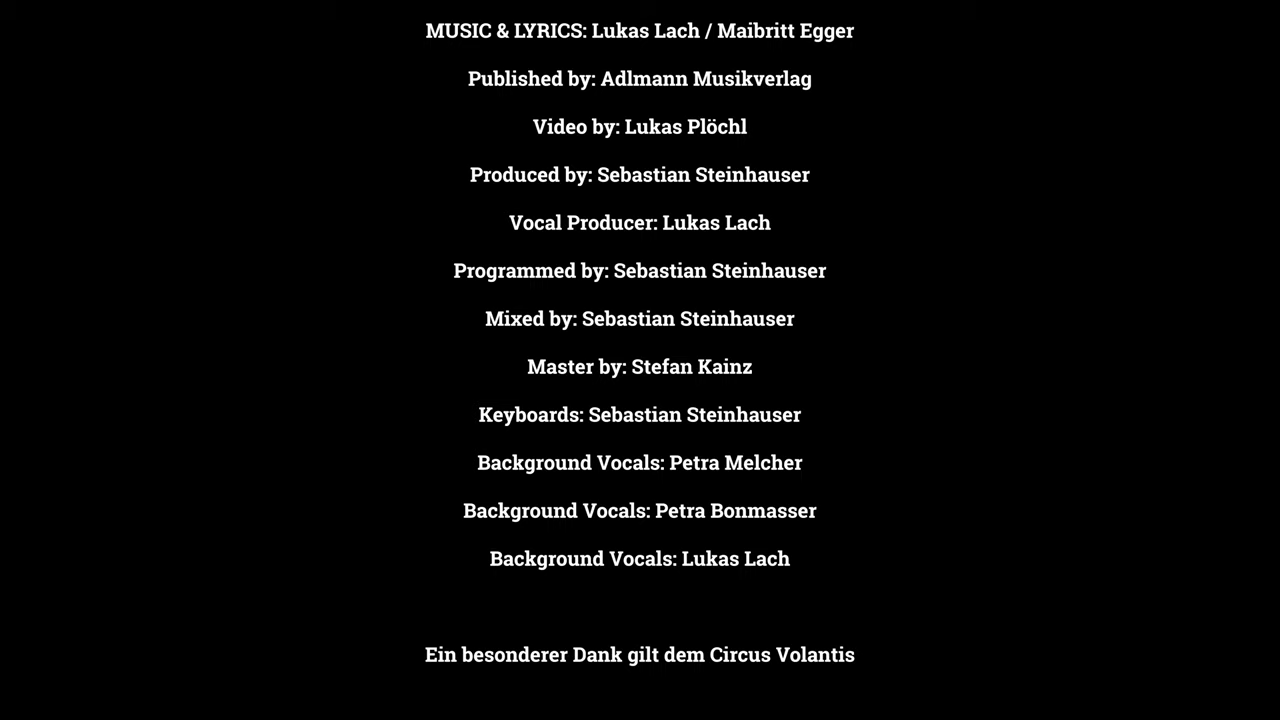 MUSIC & LYRICS: Lukas Lach / Maibritt Egger
Published by: Adlmann Musikverlag
Video by: Lukas Plöchl
Produced by: Sebastian Steinhauser
Vocal Producer: Lukas Lach
Programmed by: Sebastian Steinhauser
Mixed by: Sebastian Steinhauser
Master by: Stefan Kainz
Keyboards: Sebastian Steinhauser
Background Vocals: Petra Melcher
Background Vocals: Petra Bonmasser
Background Vocals: Lukas Lach
Ein besonderer Dank gilt dem Circus Volantis